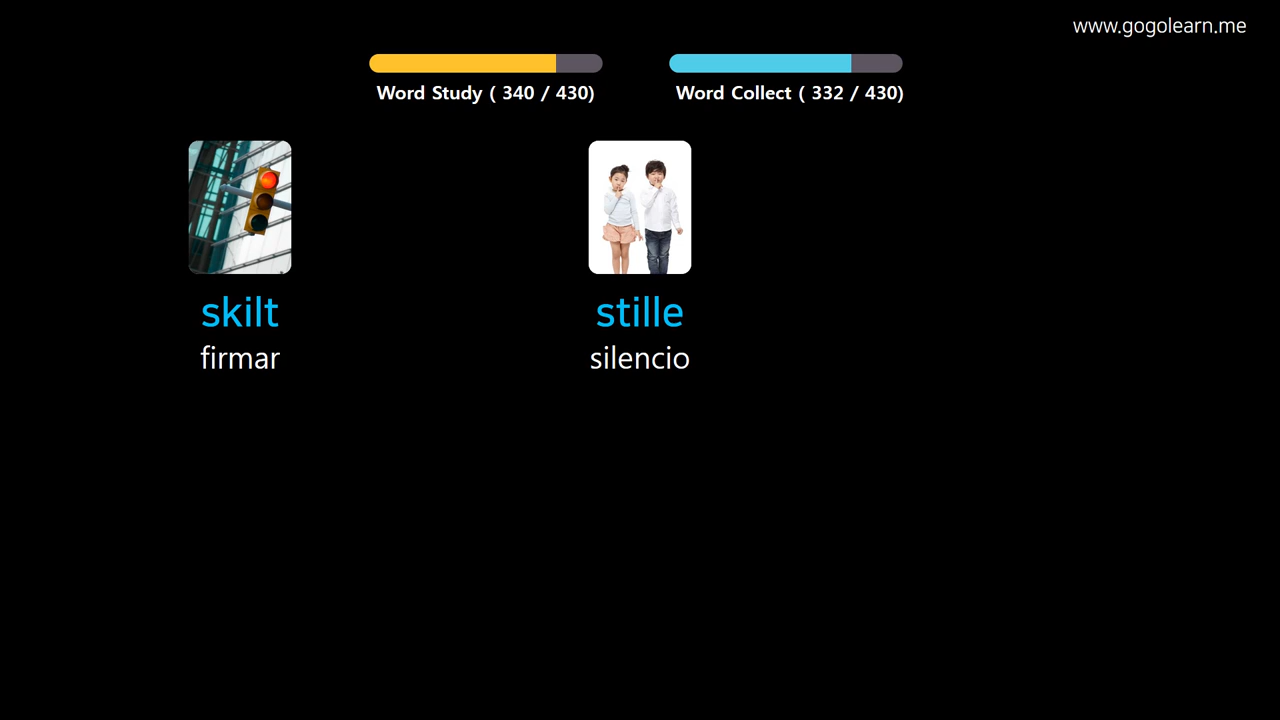 www.gogolearn.me
Word Study ( 340 / 430)
Word Collect ( 332 / 430)
skilt
stille
firmar
silencio